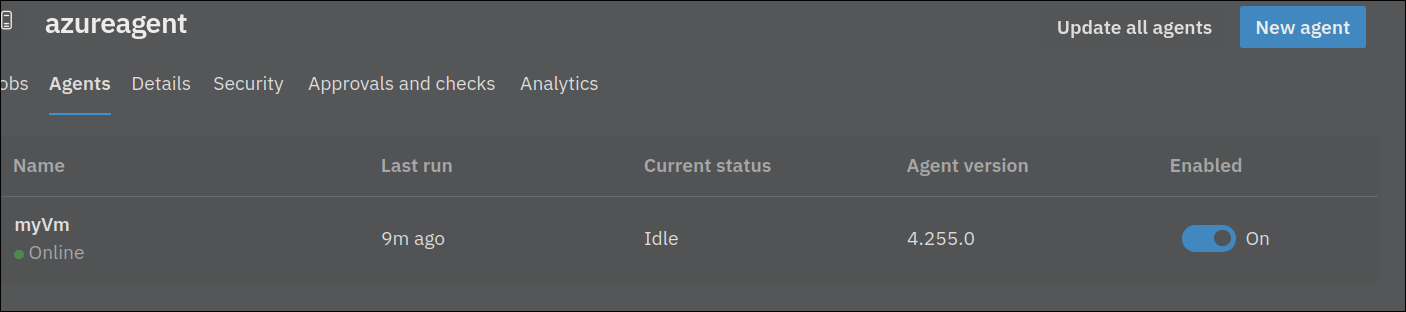 azureagent
Update all agents New agent
obs Agents Details Security Approvals and checks Analytics
Name Last run Current status Agent version Enabled
myVm
Online
9m ago Idle 4.255.0 On